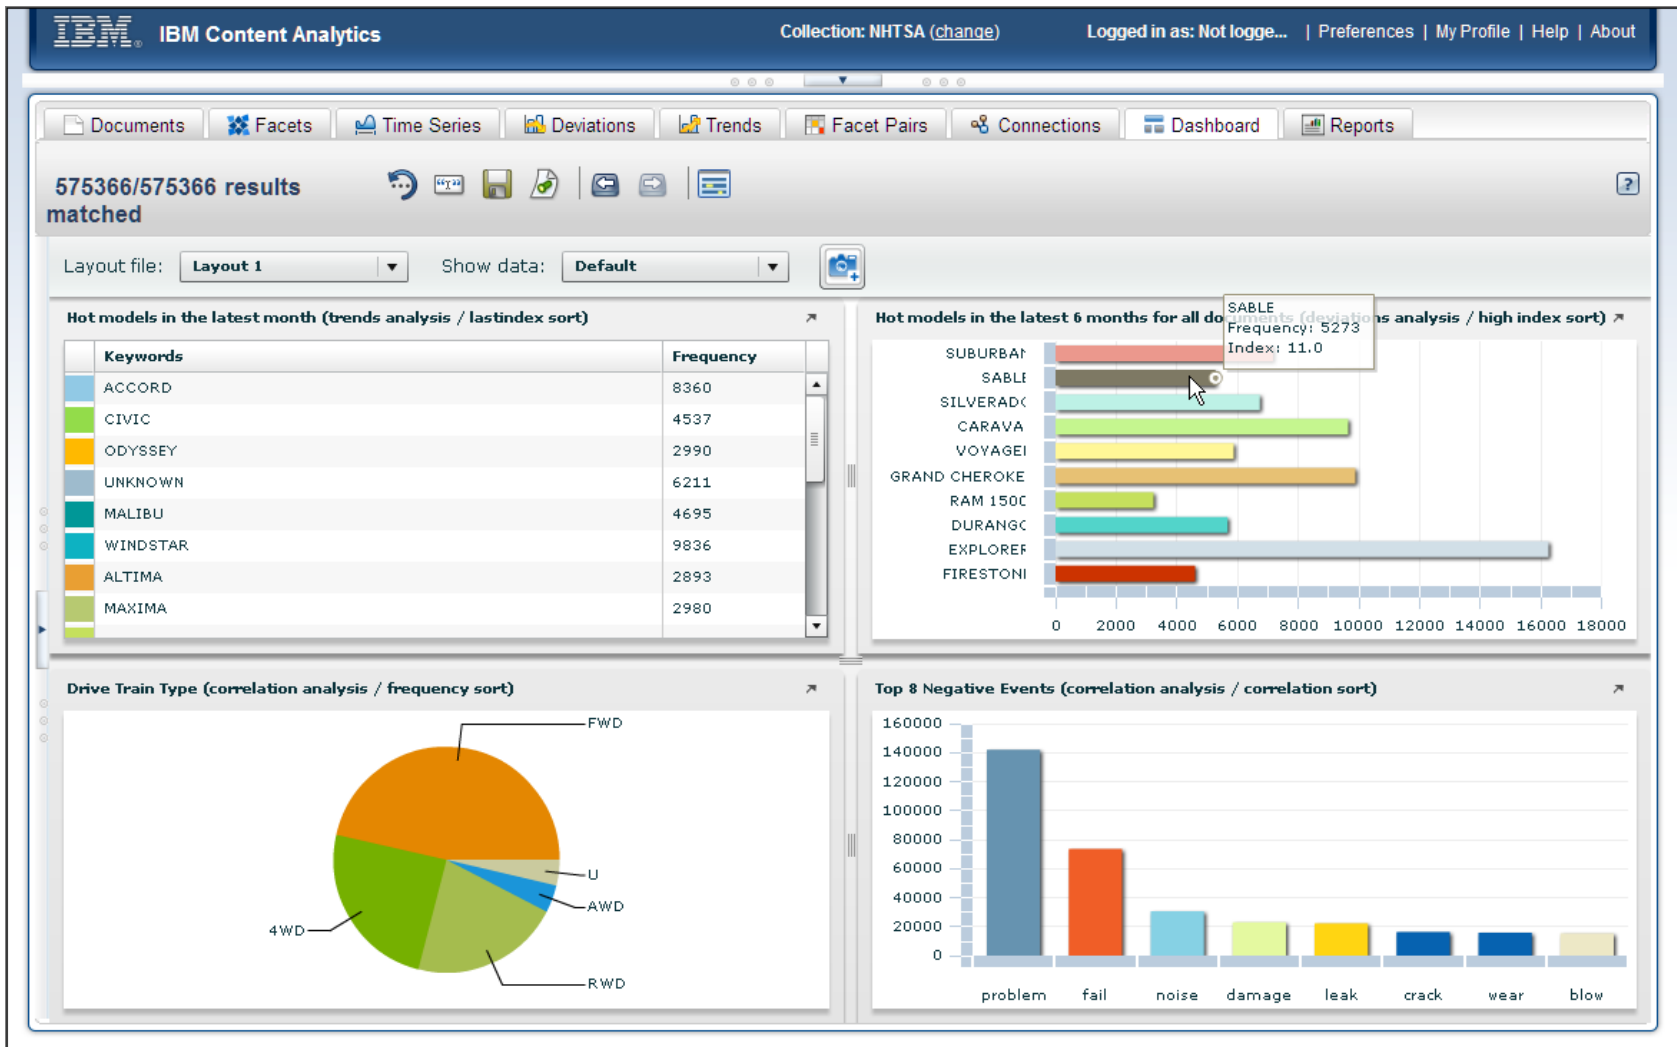 IBM® IBM Content Analytics
Collection: NHTSA (change)
Logged in as: Not logge... | Preferences | My Profile | Help | About
Documents Facets Time Series Deviations Trends Facet Pairs Connections Dashboard Reports
575366/575366 results
matched
Layout file: Layout 1 Show data: Default
Hot models in the latest month (trends analysis / lastindex sort)
Keywords Frequency
ACCORD 8360
CIVIC 4537
ODYSSEY 2990
UNKNOWN 6211
MALIBU 4695
WINDSTAR 9836
ALTIMA 2893
MAXIMA 2980
Hot models in the latest 6 months for all documents (deviations analysis / high index sort)
SABLE
Frequency: 5273
Index: 11.0
SUBURBAN
SABLE
SILVERADO
CARAVA
VOYAGEI
GRAND CHEROKE
RAM 150C
DURANGC
EXPLORER
FIRESTONI
0 2000 4000 6000 8000 10000 12000 14000 16000 18000
Drive Train Type (correlation analysis / frequency sort)
FWD
U
AWD
4WD
RWD
Top 8 Negative Events (correlation analysis / correlation sort)
160000
140000
120000
100000
80000
60000
40000
20000
0
problem fail noise damage leak crack wear blow